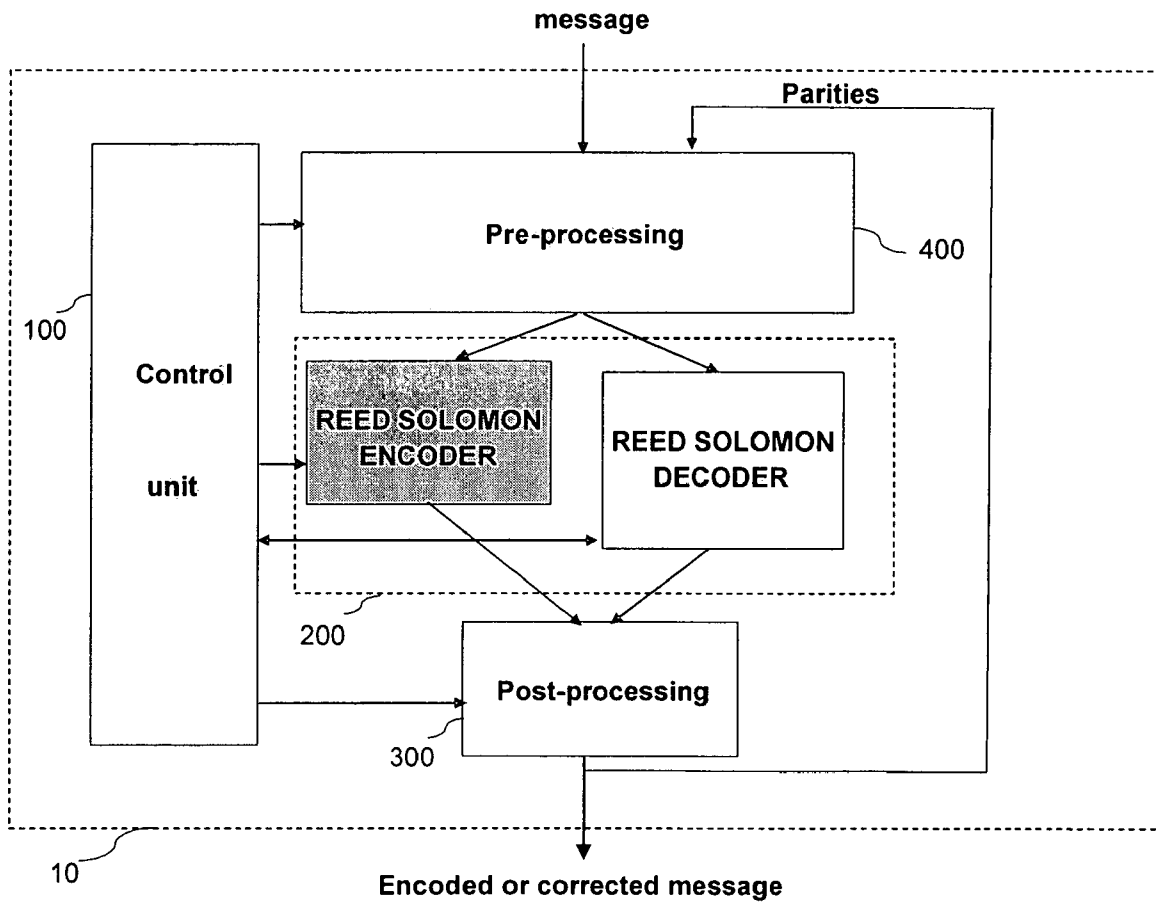 message
Parities
Pre-processing
400
100
Control
unit
REED SOLOMON
ENCODER
REED SOLOMON
DECODER
200
Post-processing
300
10
Encoded or corrected message